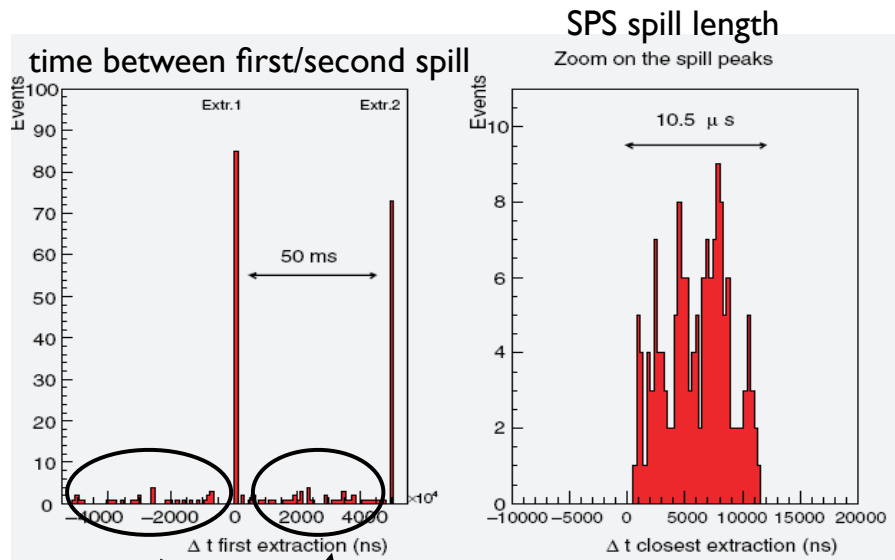 SPS spill length
time between first/second spill
Zoom on the spill peaks
Events
100
90
80
70
60
50
40
30
20
10
0
Extr.1
Extr.2
50 ms
−4000 −2000 0 2000 4000 ×10⁴
Δ t first extraction (ns)
Events
10
8
6
4
2
0
10.5 μ s
−10000 −5000 0 5000 10000 15000 20000
Δ t closest extraction (ns)